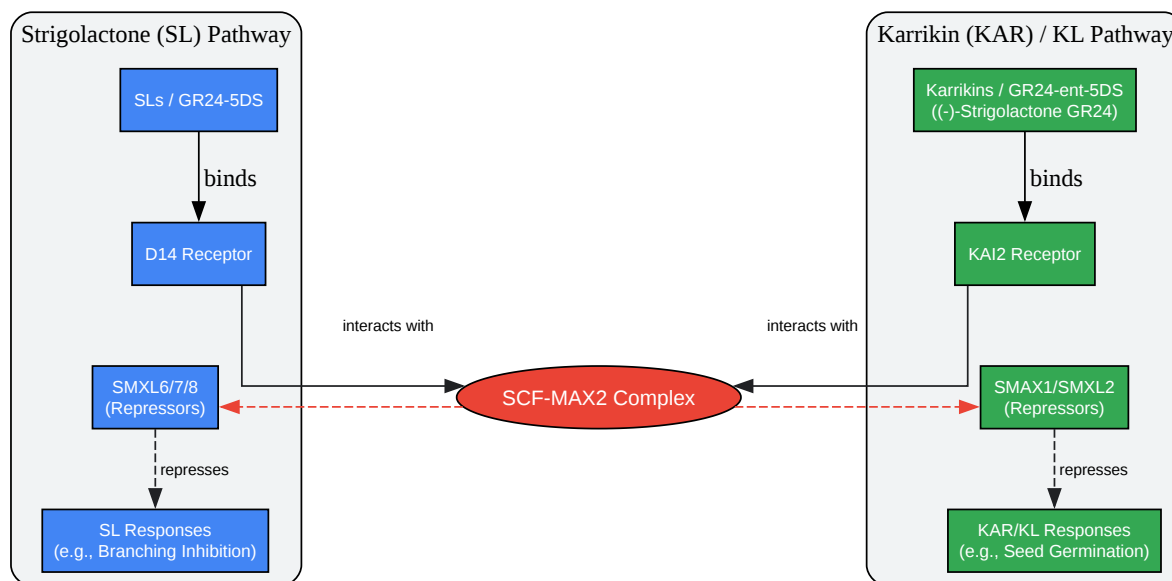 Strigolactone (SL) Pathway
SLs / GR24-5DS
binds
D14 Receptor
interacts with
SMXL6/7/8
(Repressors)
represses
SL Responses
(e.g., Branching Inhibition)
SCF-MAX2 Complex
Karrikin (KAR) / KL Pathway
Karrikins / GR24-ent-5DS
((-)-Strigolactone GR24)
binds
KAI2 Receptor
interacts with
SMAX1/SMXL2
(Repressors)
represses
KAR/KL Responses
(e.g., Seed Germination)